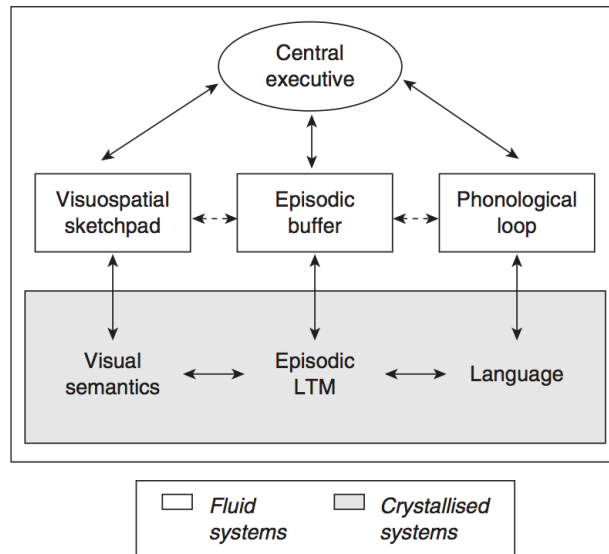 Central
executive
Visuospatial
sketchpad
Episodic
buffer
Phonological
loop
Visual
semantics
Episodic
LTM
Language
Fluid
systems
Crystallised
systems